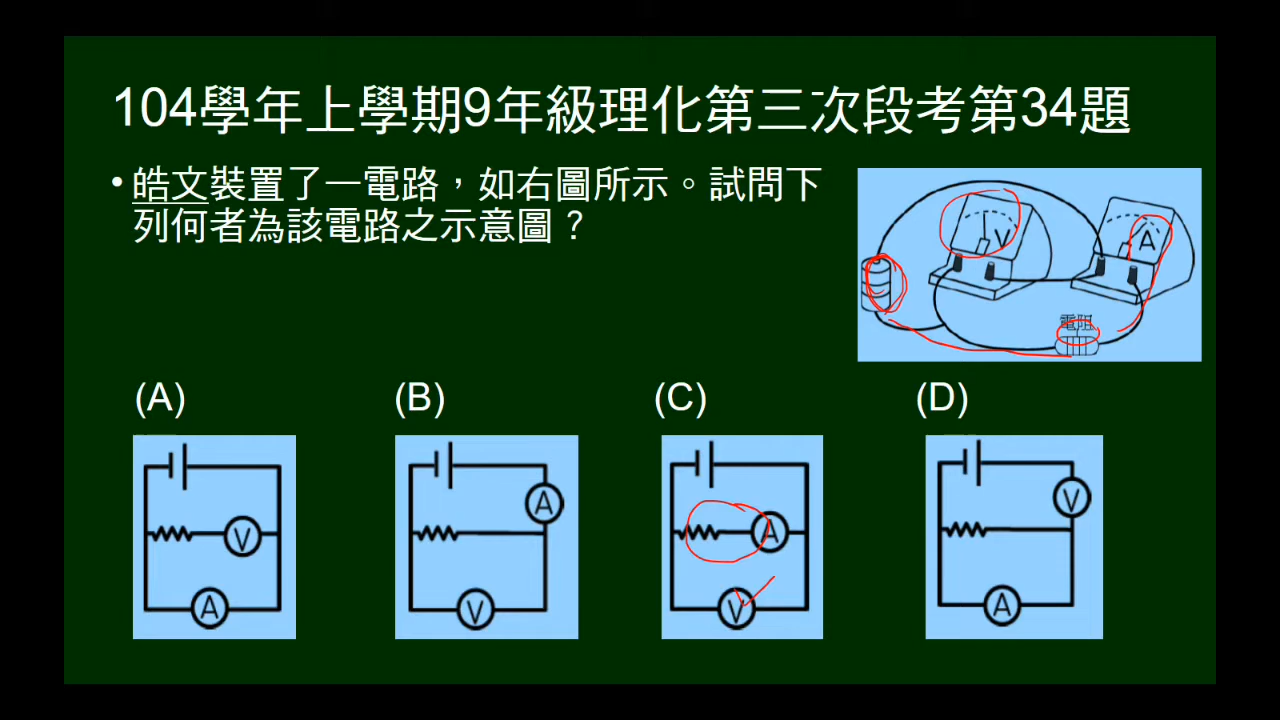 104學年上學期9年級理化第三次段考第34題
•皓文裝置了一電路，如右圖所示。試問下
列何者為該電路之示意圖？
V
A
電阻
(A) (B) (C) (D)
A
V
V
A
A
V
V
A